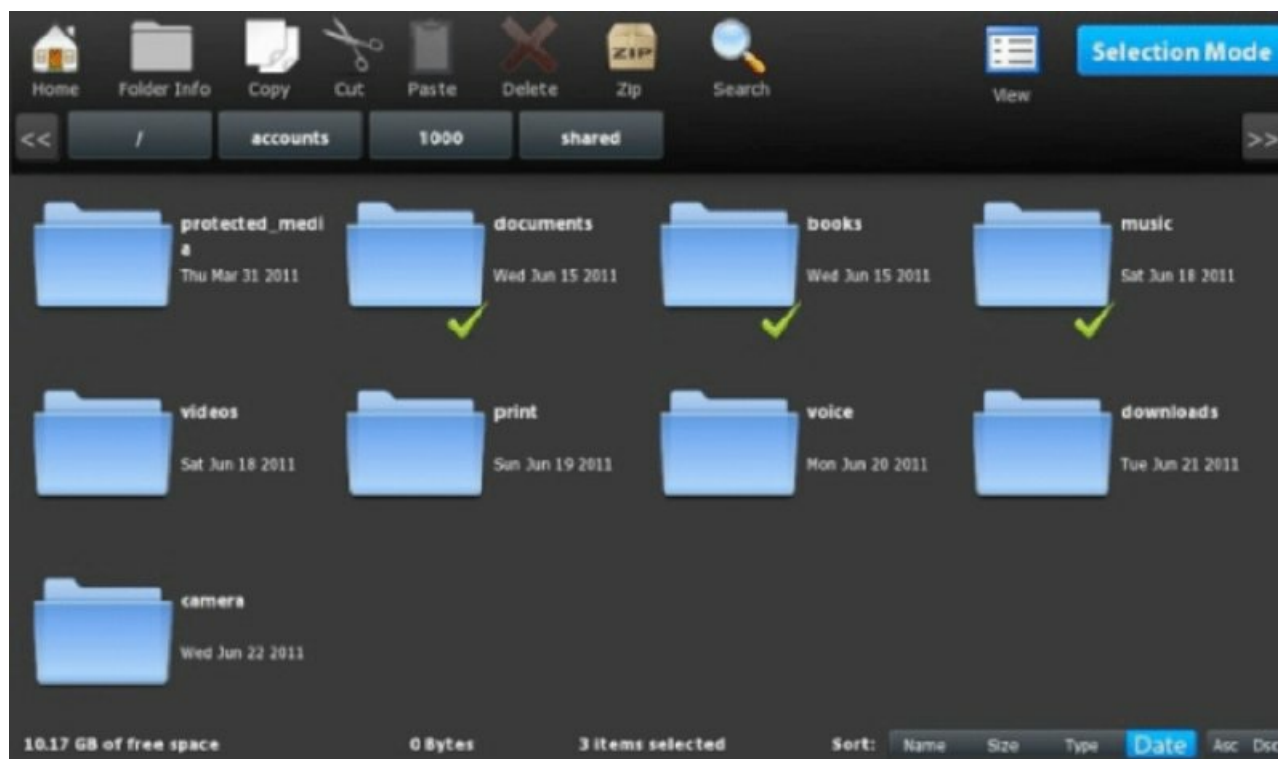 Home Folder Info Copy Cut Paste Delete Zip Search View Selection Mode
ZIP
<< / accounts 1000 shared >>
protected_medi
a
Thu Mar 31 2011
documents
Wed Jun 15 2011
books
Wed Jun 15 2011
music
Sat Jun 18 2011
videos
Sat Jun 18 2011
print
Sun Jun 19 2011
voice
Mon Jun 20 2011
downloads
Tue Jun 21 2011
camera
Wed Jun 22 2011
10.17 GB of free space 0 Bytes 3 items selected Sort: Name Size Type Date Asc Dsc